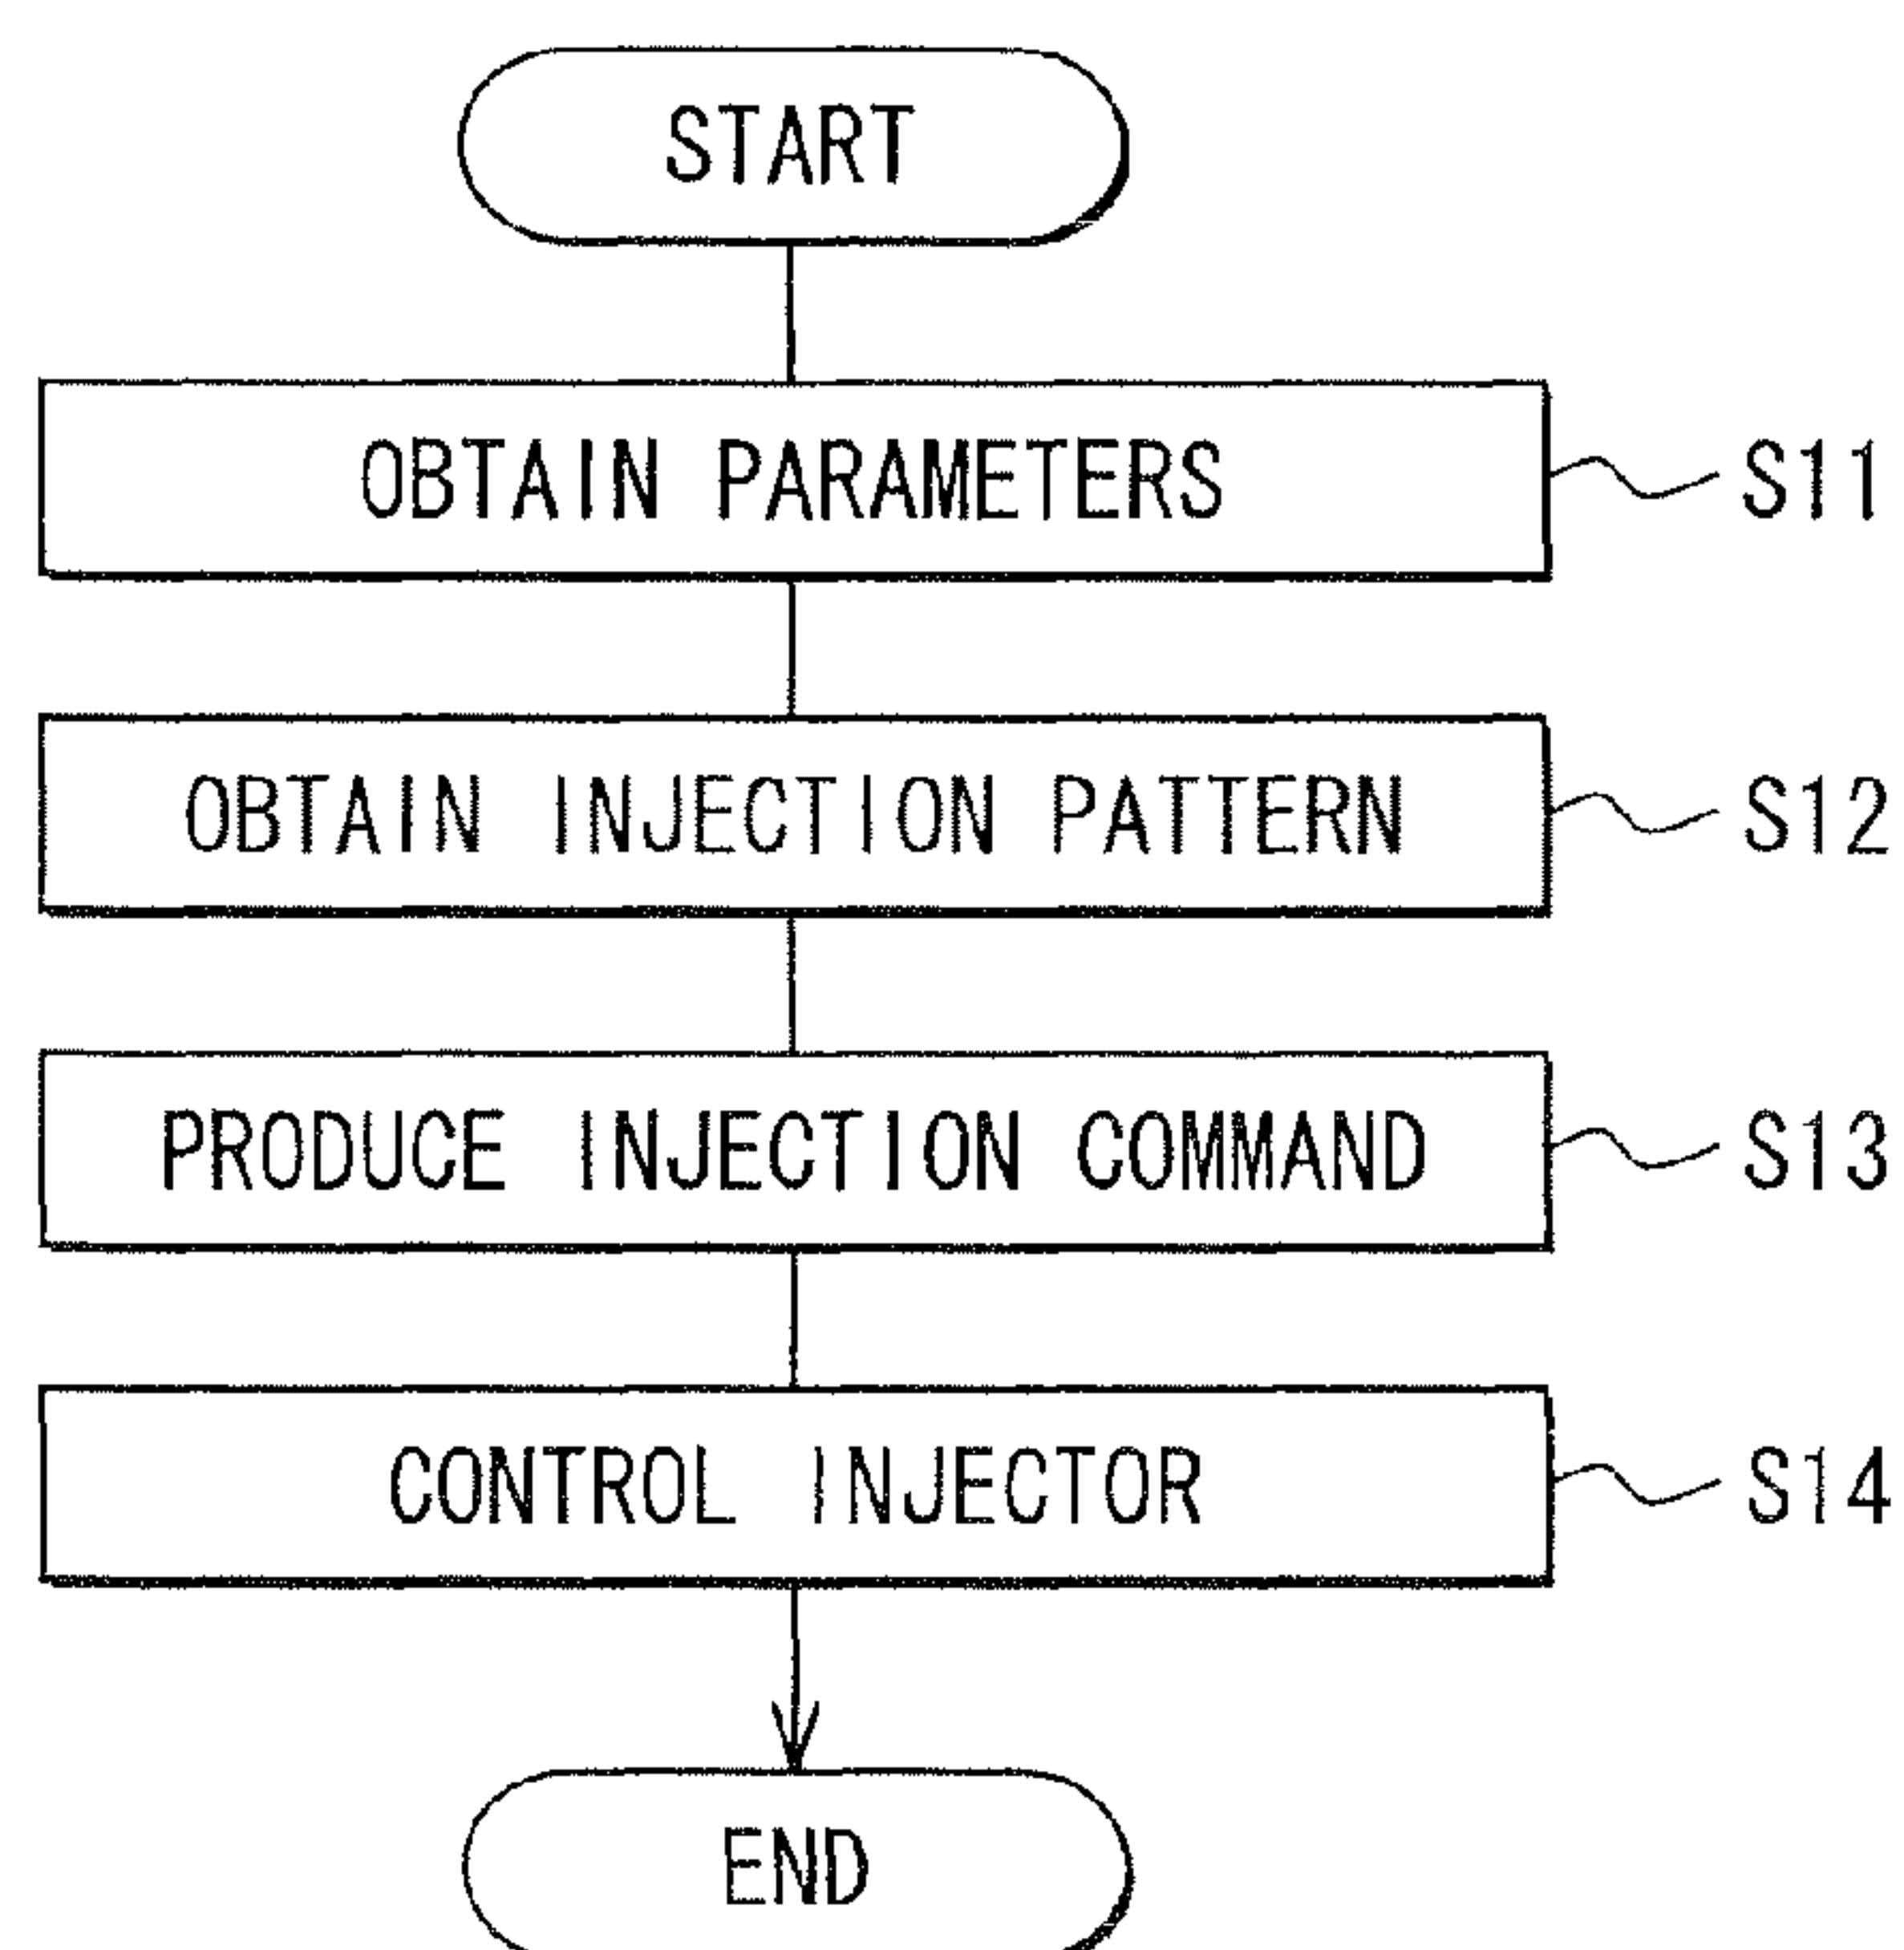 START
OBTAIN PARAMETERS S11
OBTAIN INJECTION PATTERN S12
PRODUCE INJECTION COMMAND S13
CONTROL INJECTOR S14
END